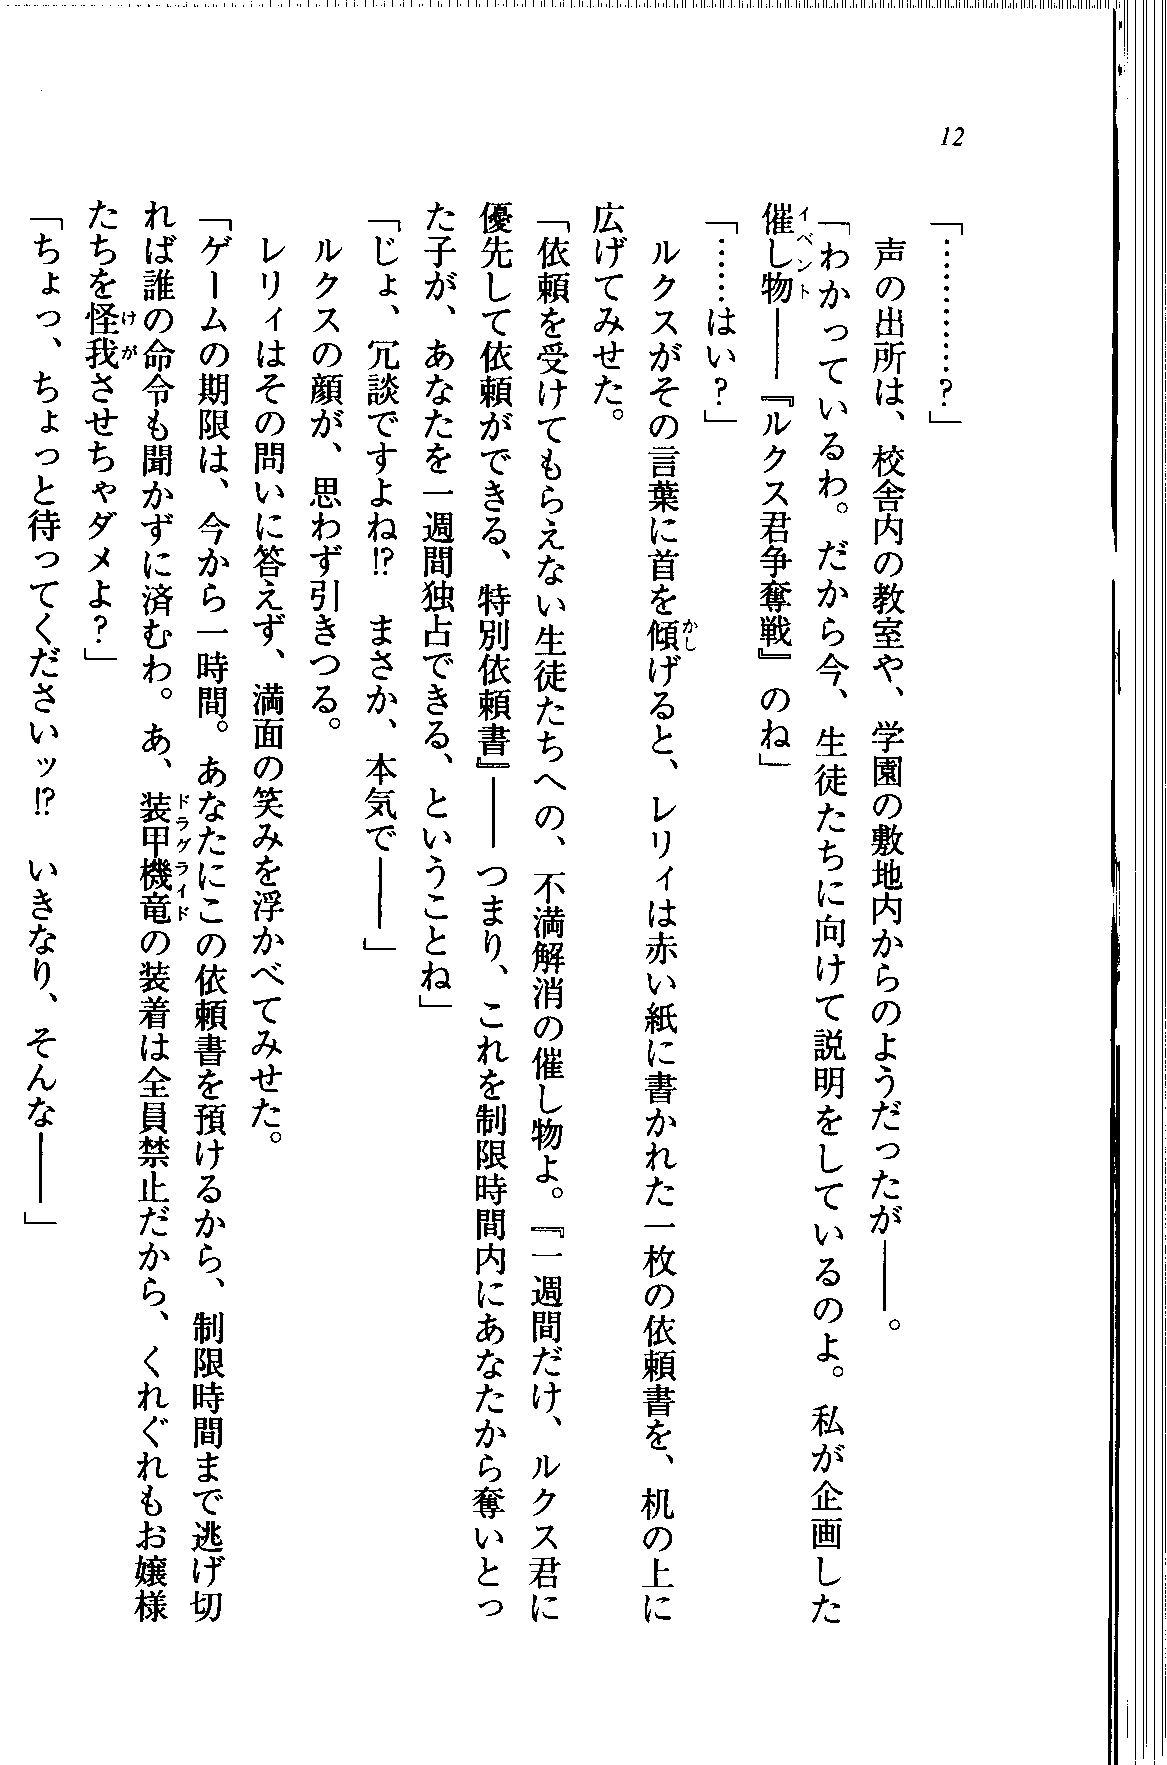 12
「…………？」
　声の出所は、校舎内の教室や、学園の敷地内からのようだったが――。
「わかっているわ。だから今、生徒たちに向けて説明をしているのよ。私が企画した
催し物――『ルクス君争奪戦』のね」
イベント
「……はい？」
　ルクスがその言葉に首を傾げると、レリィは赤い紙に書かれた一枚の依頼書を、机の上に
かし
広げてみせた。
「依頼を受けてもらえない生徒たちへの、不満解消の催し物よ。『一週間だけ、ルクス君に
優先して依頼ができる、特別依頼書』――つまり、これを制限時間内にあなたから奪いとっ
た子が、あなたを一週間独占できる、ということね」
「じょ、冗談ですよね⁉　まさか、本気で――」
　ルクスの顔が、思わず引きつる。
　レリィはその問いに答えず、満面の笑みを浮かべてみせた。
「ゲームの期限は、今から一時間。あなたにこの依頼書を預けるから、制限時間まで逃げ切
れば誰の命令も聞かずに済むわ。あ、装甲機竜の装着は全員禁止だから、くれぐれもお嬢様
ドラグライド
たちを怪我させちゃダメよ？」
けが
「ちょっ、ちょっと待ってくださいッ⁉　いきなり、そんな――」